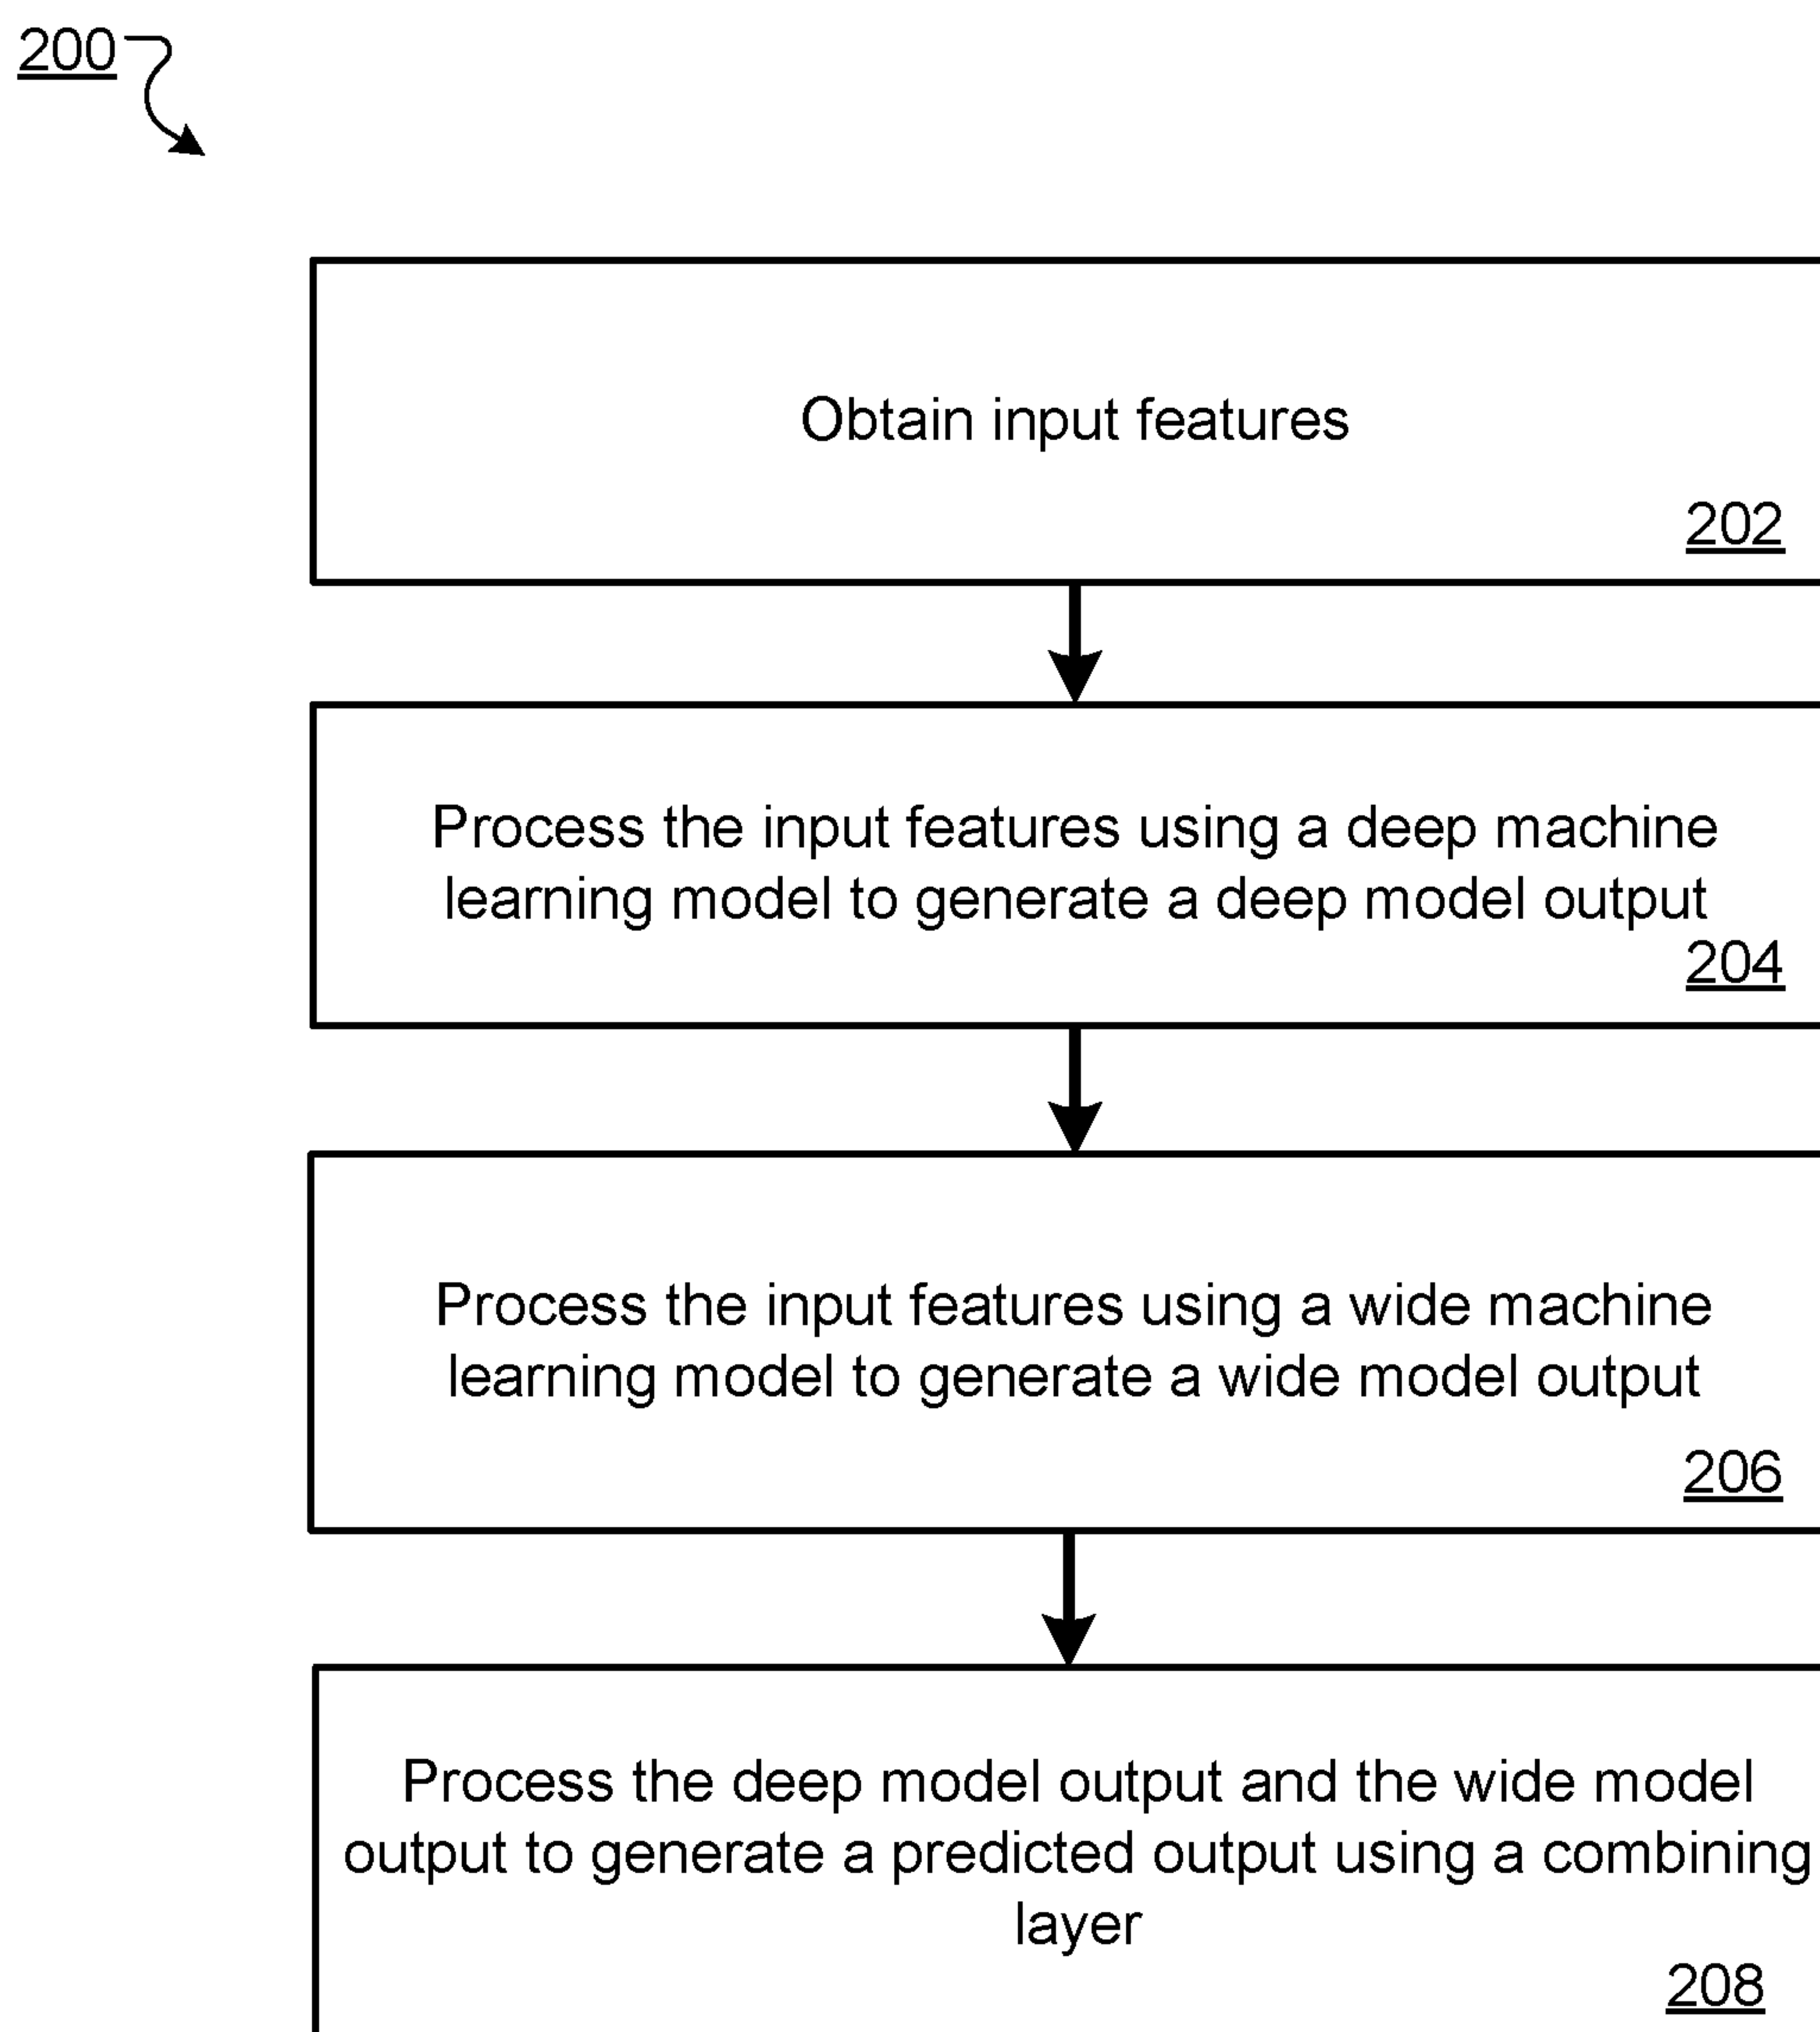 200
Obtain input features
202
Process the input features using a deep machine
learning model to generate a deep model output
204
Process the input features using a wide machine
learning model to generate a wide model output
206
Process the deep model output and the wide model
output to generate a predicted output using a combining
layer
208